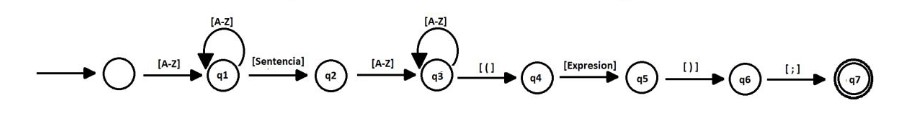 [A-Z] [A-Z]
[A-Z] [Sentencia] [A-Z] [ ( ] [Expresion] [ ) ] [ ; ]
q1 q2 q3 q4 q5 q6 q7